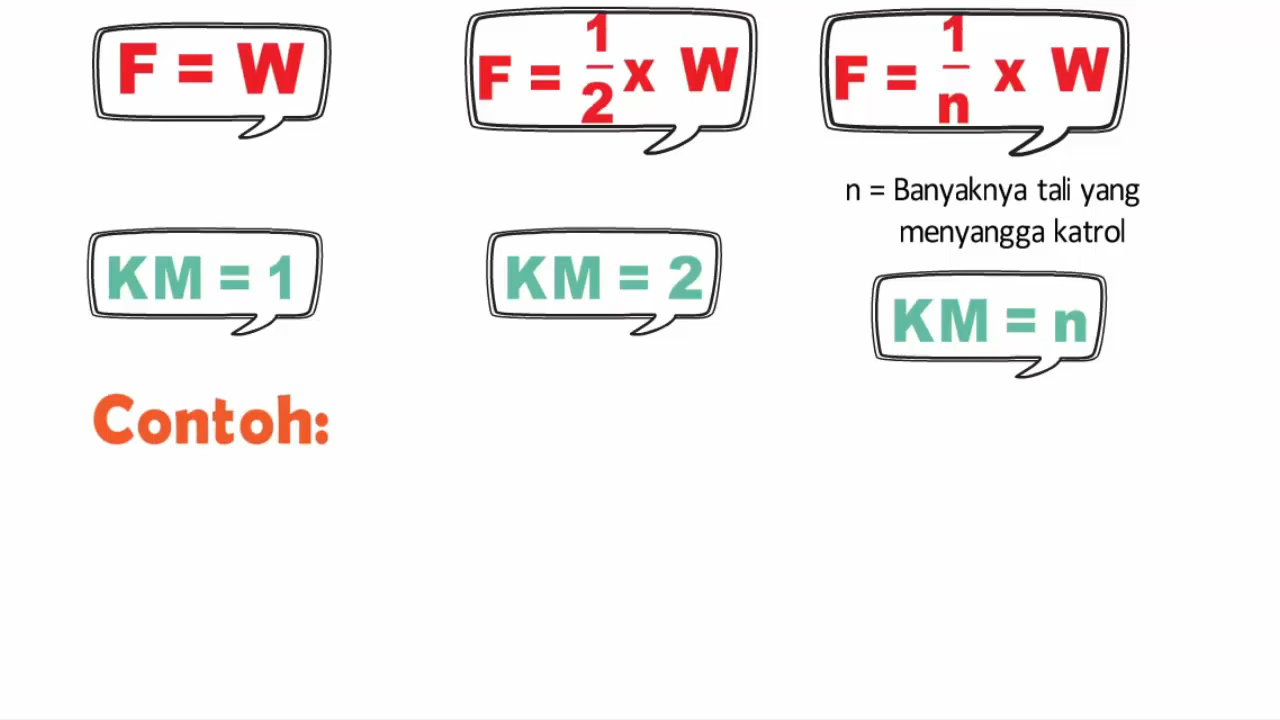 F = W
F = 1/2 x W
F = 1/n x W
n = Banyaknya tali yang
menyangga katrol
KM = 1
KM = 2
KM = n
Contoh: